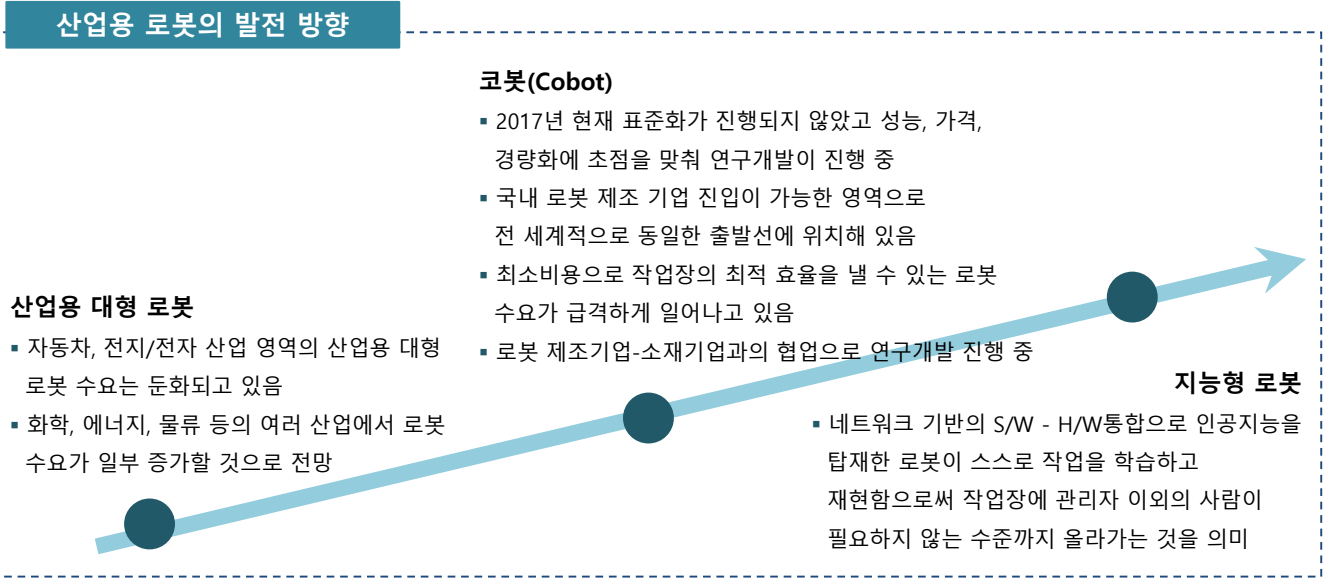 산업용 로봇의 발전 방향
산업용 대형 로봇
▪ 자동차, 전지/전자 산업 영역의 산업용 대형
로봇 수요는 둔화되고 있음
▪ 화학, 에너지, 물류 등의 여러 산업에서 로봇
수요가 일부 증가할 것으로 전망
코봇(Cobot)
▪ 2017년 현재 표준화가 진행되지 않았고 성능, 가격,
경량화에 초점을 맞춰 연구개발이 진행 중
▪ 국내 로봇 제조 기업 진입이 가능한 영역으로
전 세계적으로 동일한 출발선에 위치해 있음
▪ 최소비용으로 작업장의 최적 효율을 낼 수 있는 로봇
수요가 급격하게 일어나고 있음
▪ 로봇 제조기업-소재기업과의 협업으로 연구개발 진행 중
지능형 로봇
▪ 네트워크 기반의 S/W - H/W통합으로 인공지능을
탑재한 로봇이 스스로 작업을 학습하고
재현함으로써 작업장에 관리자 이외의 사람이
필요하지 않는 수준까지 올라가는 것을 의미